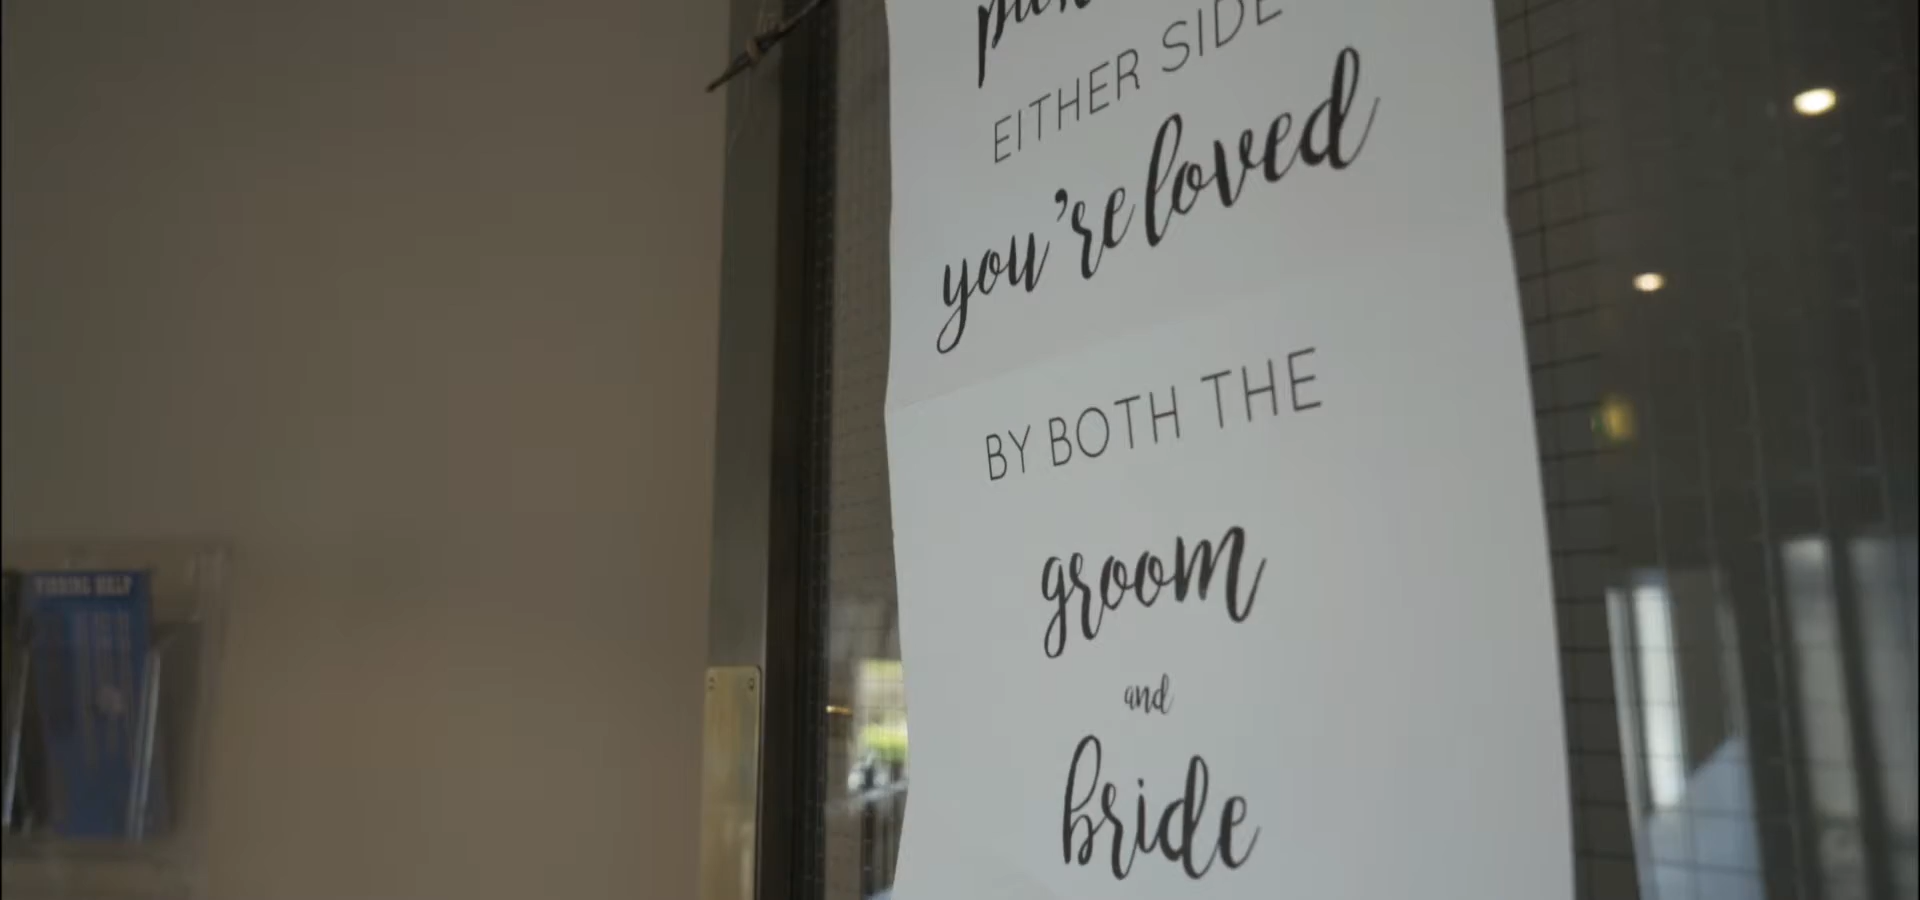 EITHER SIDE
you're loved
BY BOTH THE
groom
and
bride